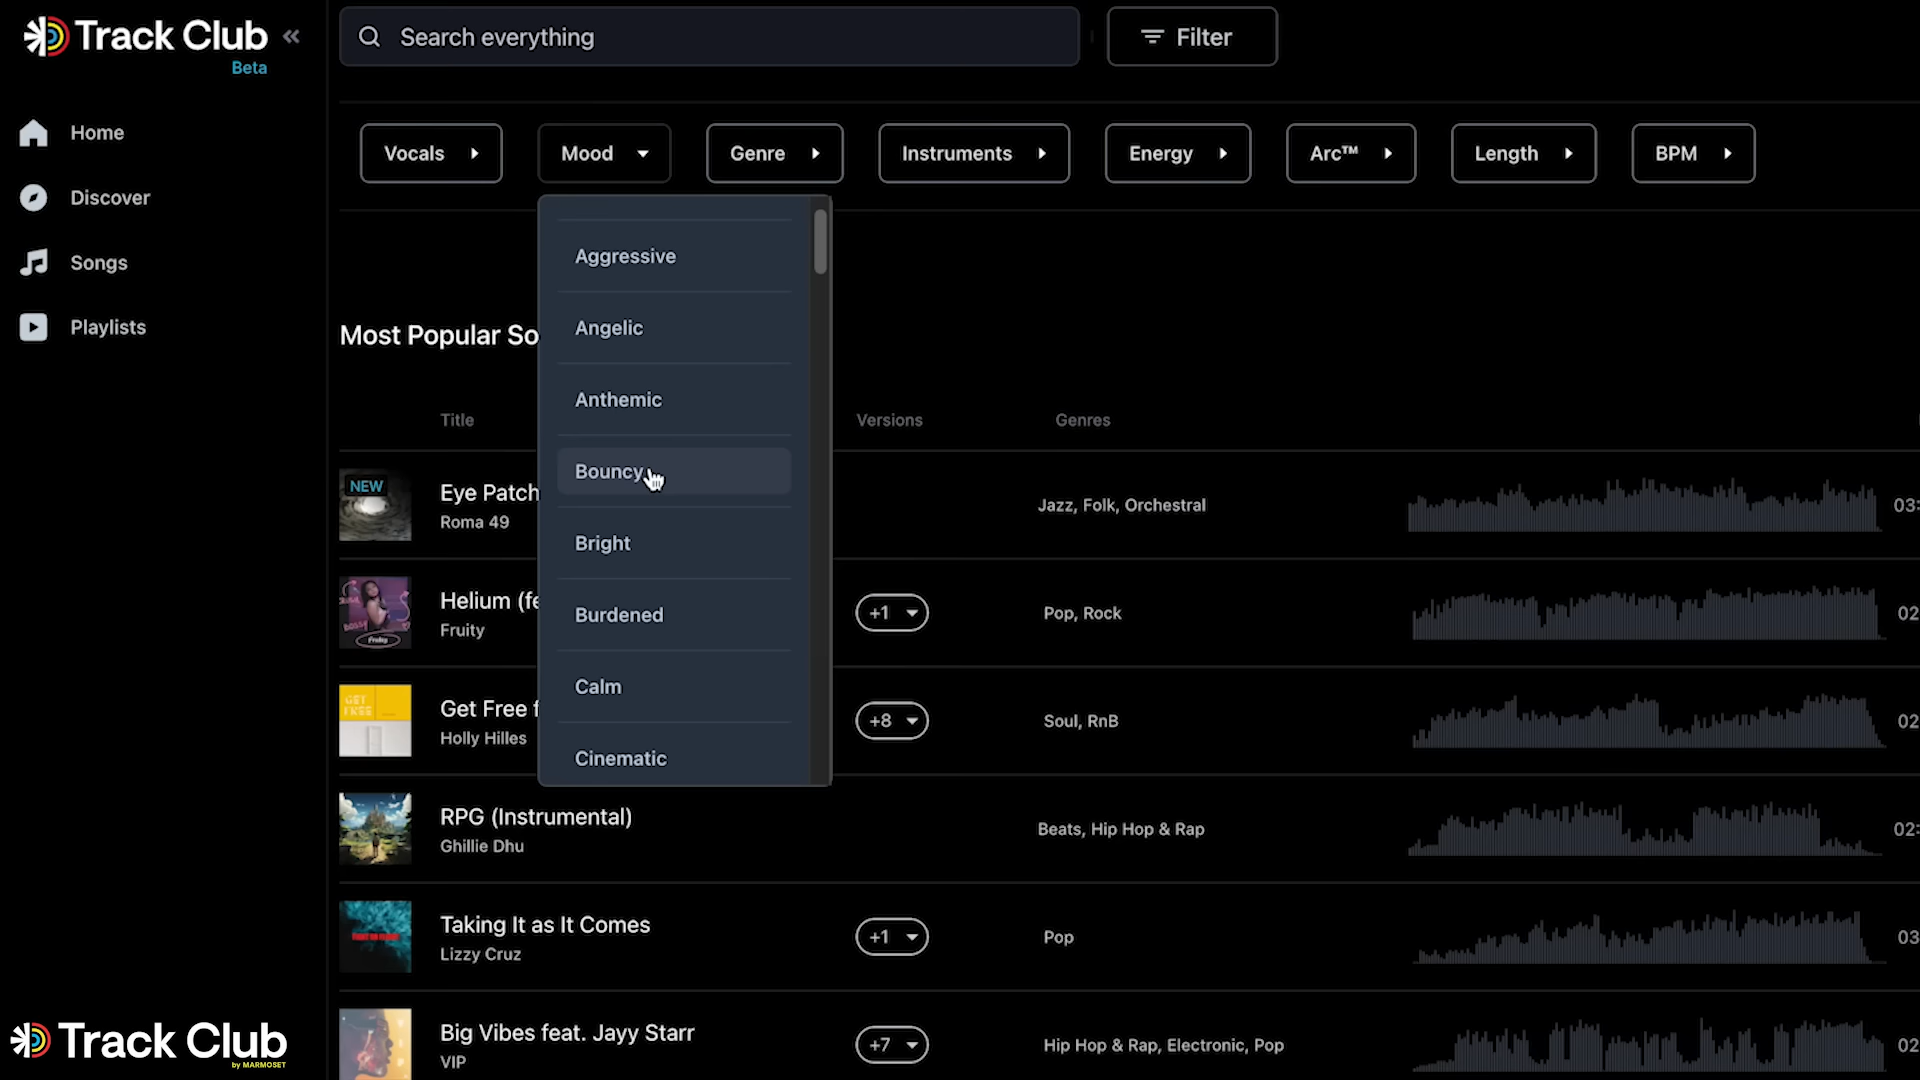 Track Club
Beta
Search everything
Filter
Home
Discover
Songs
Playlists
Vocals
Mood
Genre
Instruments
Energy
Arc™
Length
BPM
Aggressive
Angelic
Anthemic
Bouncy
Bright
Burdened
Calm
Cinematic
Most Popular So
Title
Versions
Genres
NEW
Eye Patch
Roma 49
Jazz, Folk, Orchestral
03:
Helium (fe
Fruity
+1
Pop, Rock
02
BOSSY
Fruity
GET
FREE
Get Free f
Holly Hilles
+8
Soul, RnB
02
RPG (Instrumental)
Ghillie Dhu
Beats, Hip Hop & Rap
02:
Taking It as It Comes
Lizzy Cruz
+1
Pop
03
Big Vibes feat. Jayy Starr
VIP
+7
Hip Hop & Rap, Electronic, Pop
02
Track Club
by MARMOSET